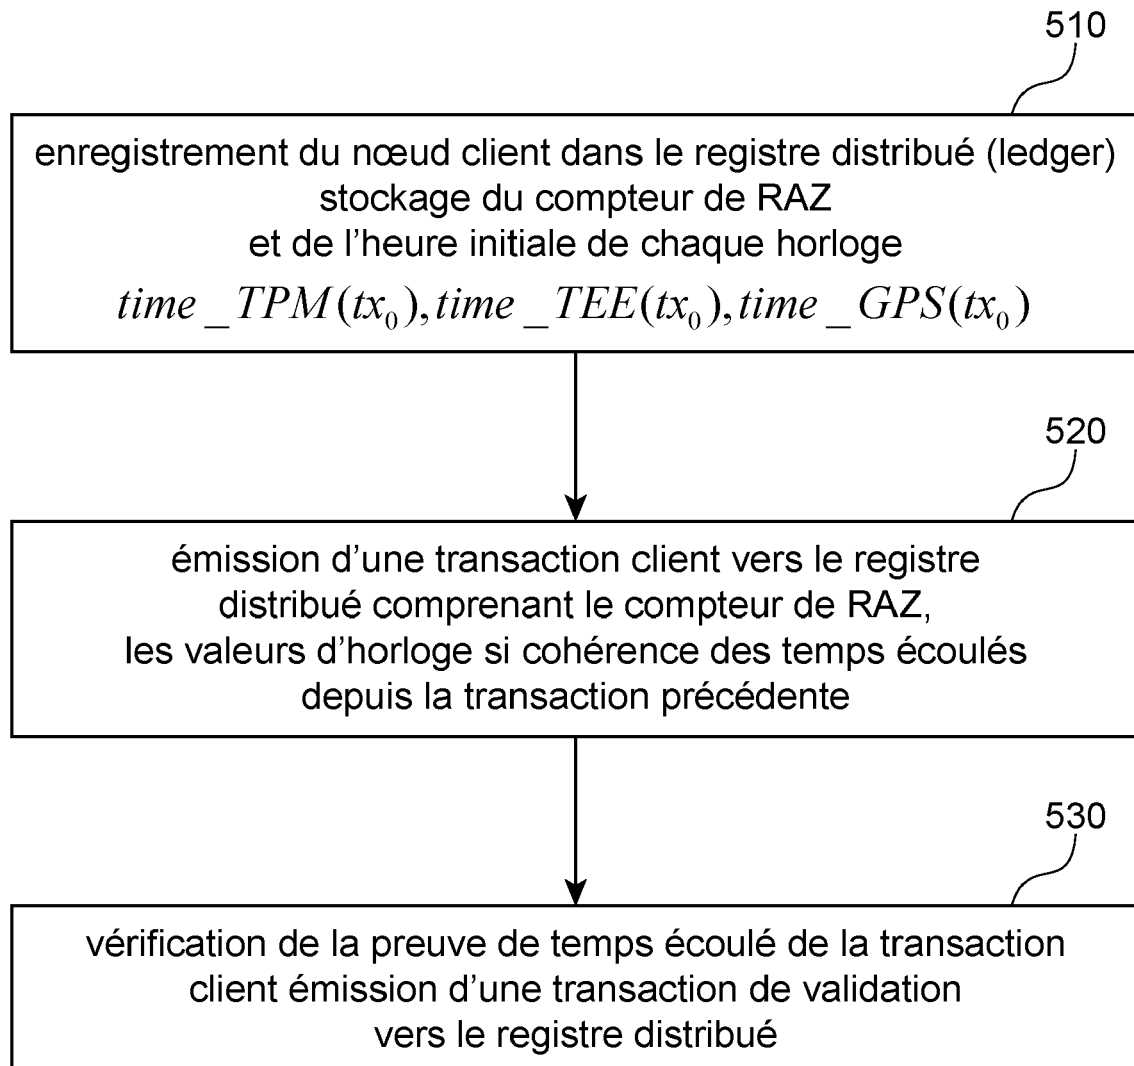 510
enregistrement du nœud client dans le registre distribué (ledger)
stockage du compteur de RAZ
et de l’heure initiale de chaque horloge
time_TPM(tx₀),time_TEE(tx₀),time_GPS(tx₀)
520
émission d’une transaction client vers le registre
distribué comprenant le compteur de RAZ,
les valeurs d’horloge si cohérence des temps écoulés
depuis la transaction précédente
530
vérification de la preuve de temps écoulé de la transaction
client émission d’une transaction de validation
vers le registre distribué